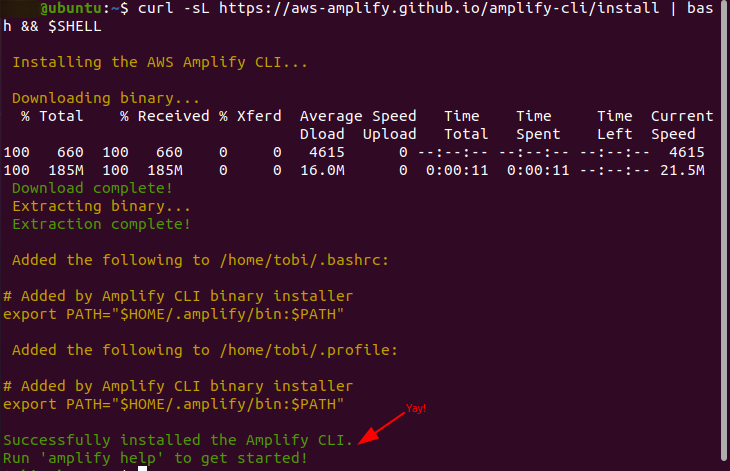 @ubuntu:~$ curl -sL https://aws-amplify.github.io/amplify-cli/install | bas
h && $SHELL
Installing the AWS Amplify CLI...
Downloading binary...
% Total % Received % Xferd Average Speed Time Time Time Current
Dload Upload Total Spent Left Speed
100 660 100 660 0 0 4615 0 --:--:-- --:--:-- --:--:-- 4615
100 185M 100 185M 0 0 16.0M 0 0:00:11 0:00:11 --:--:-- 21.5M
Download complete!
Extracting binary...
Extraction complete!
Added the following to /home/tobi/.bashrc:
# Added by Amplify CLI binary installer
export PATH="$HOME/.amplify/bin:$PATH"
Added the following to /home/tobi/.profile:
# Added by Amplify CLI binary installer
export PATH="$HOME/.amplify/bin:$PATH"
Yay!
Successfully installed the Amplify CLI.
Run 'amplify help' to get started!